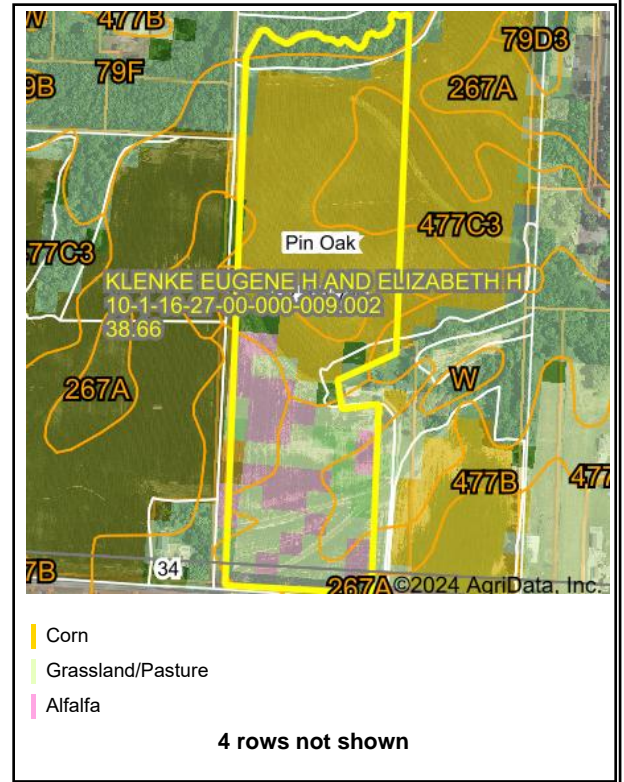 W
477B
79D3
79F
9B
267A
77C3
477C3
Pin Oak
KLENKE EUGENE H AND ELIZABETH H
10-1-16-27-00-000-009.002
38.66
267A
W
477B
477
34
7B
267A
©2024 AgriData, Inc.
Corn
Grassland/Pasture
Alfalfa
4 rows not shown